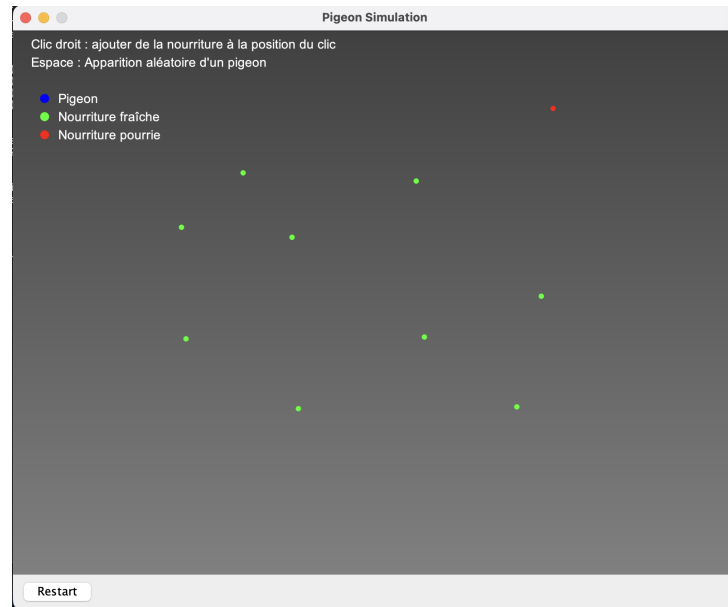 Pigeon Simulation
Clic droit : ajouter de la nourriture à la position du clic
Espace : Apparition aléatoire d'un pigeon
Pigeon
Nourriture fraîche
Nourriture pourrie
Restart